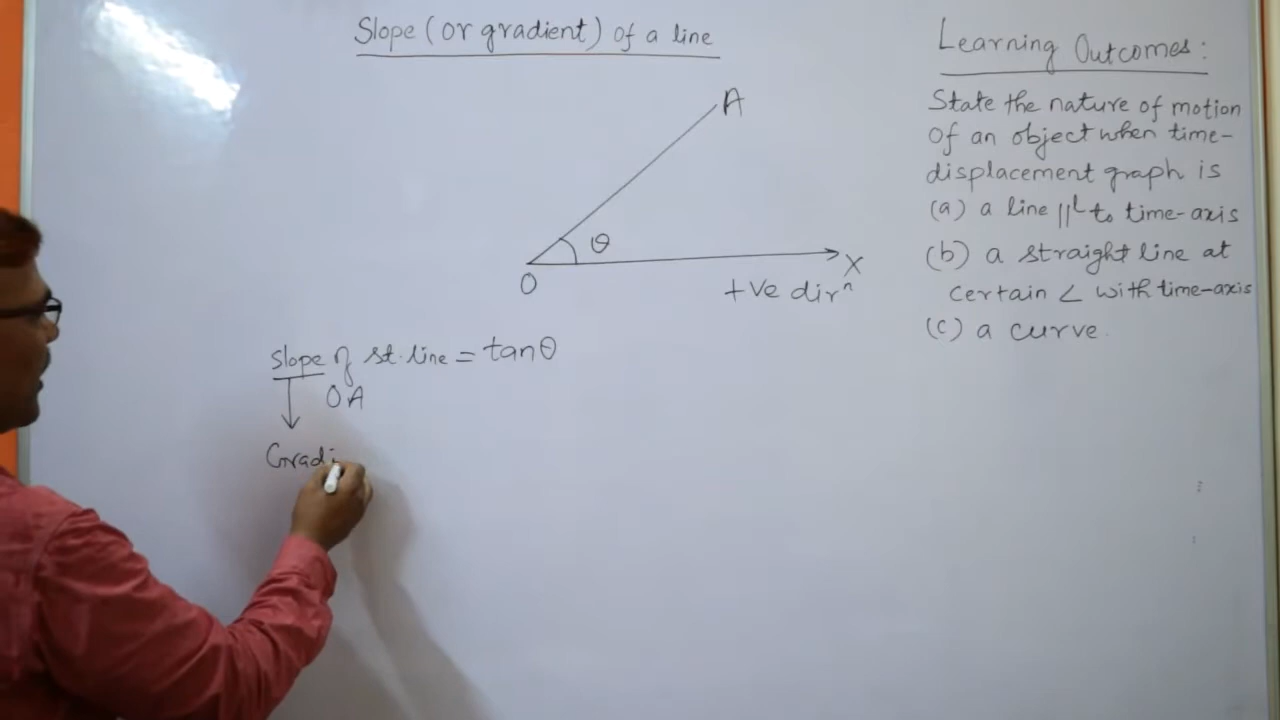 Slope (or gradient) of a line
A
θ
O
X
+ve dirⁿ
Slope of st. line = tanθ
OA
Gradi
Learning Outcomes:
State the nature of motion
Of an object when time-
displacement graph is
(a) a line ||ᴸ to time-axis
(b) a straight line at
certain ∠ with time-axis
(c) a curve.